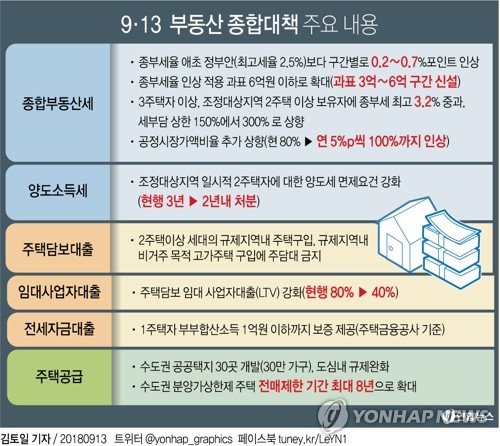 9·13 부동산 종합대책 주요 내용
종합부동산세
· 종부세율 애초 정부안(최고세율 2.5%)보다 구간별로 0.2~0.7%포인트 인상
· 종부세율 인상 적용 과표 6억원 이하로 확대(과표 3억~6억 구간 신설)
· 3주택자 이상, 조정대상지역 2주택 이상 보유자에 종부세 최고 3.2% 중과,
세부담 상한 150%에서 300% 로 상향
· 공정시장가액비율 추가 상향(현 80% ▶ 연 5%p씩 100%까지 인상)
양도소득세
· 조정대상지역 일시적 2주택자에 대한 양도세 면제요건 강화
(현행 3년 ▶ 2년내 처분)
주택담보대출
· 2주택이상 세대의 규제지역내 주택구입, 규제지역내
비거주 목적 고가주택 구입에 주담대 금지
임대사업자대출
· 주택담보 임대 사업자대출(LTV) 강화(현행 80% ▶ 40%)
전세자금대출
· 1주택자 부부합산소득 1억원 이하까지 보증 제공(주택금융공사 기준)
주택공급
· 수도권 공공택지 30곳 개발(30만 가구), 도심내 규제완화
· 수도권 분양가상한제 주택 전매제한 기간 최대 8년으로 확대
연합뉴스
YONHAP NEWS
김토일 기자 / 20180913 트위터 @yonhap_graphics 페이스북 tuney.kr/LeYN1